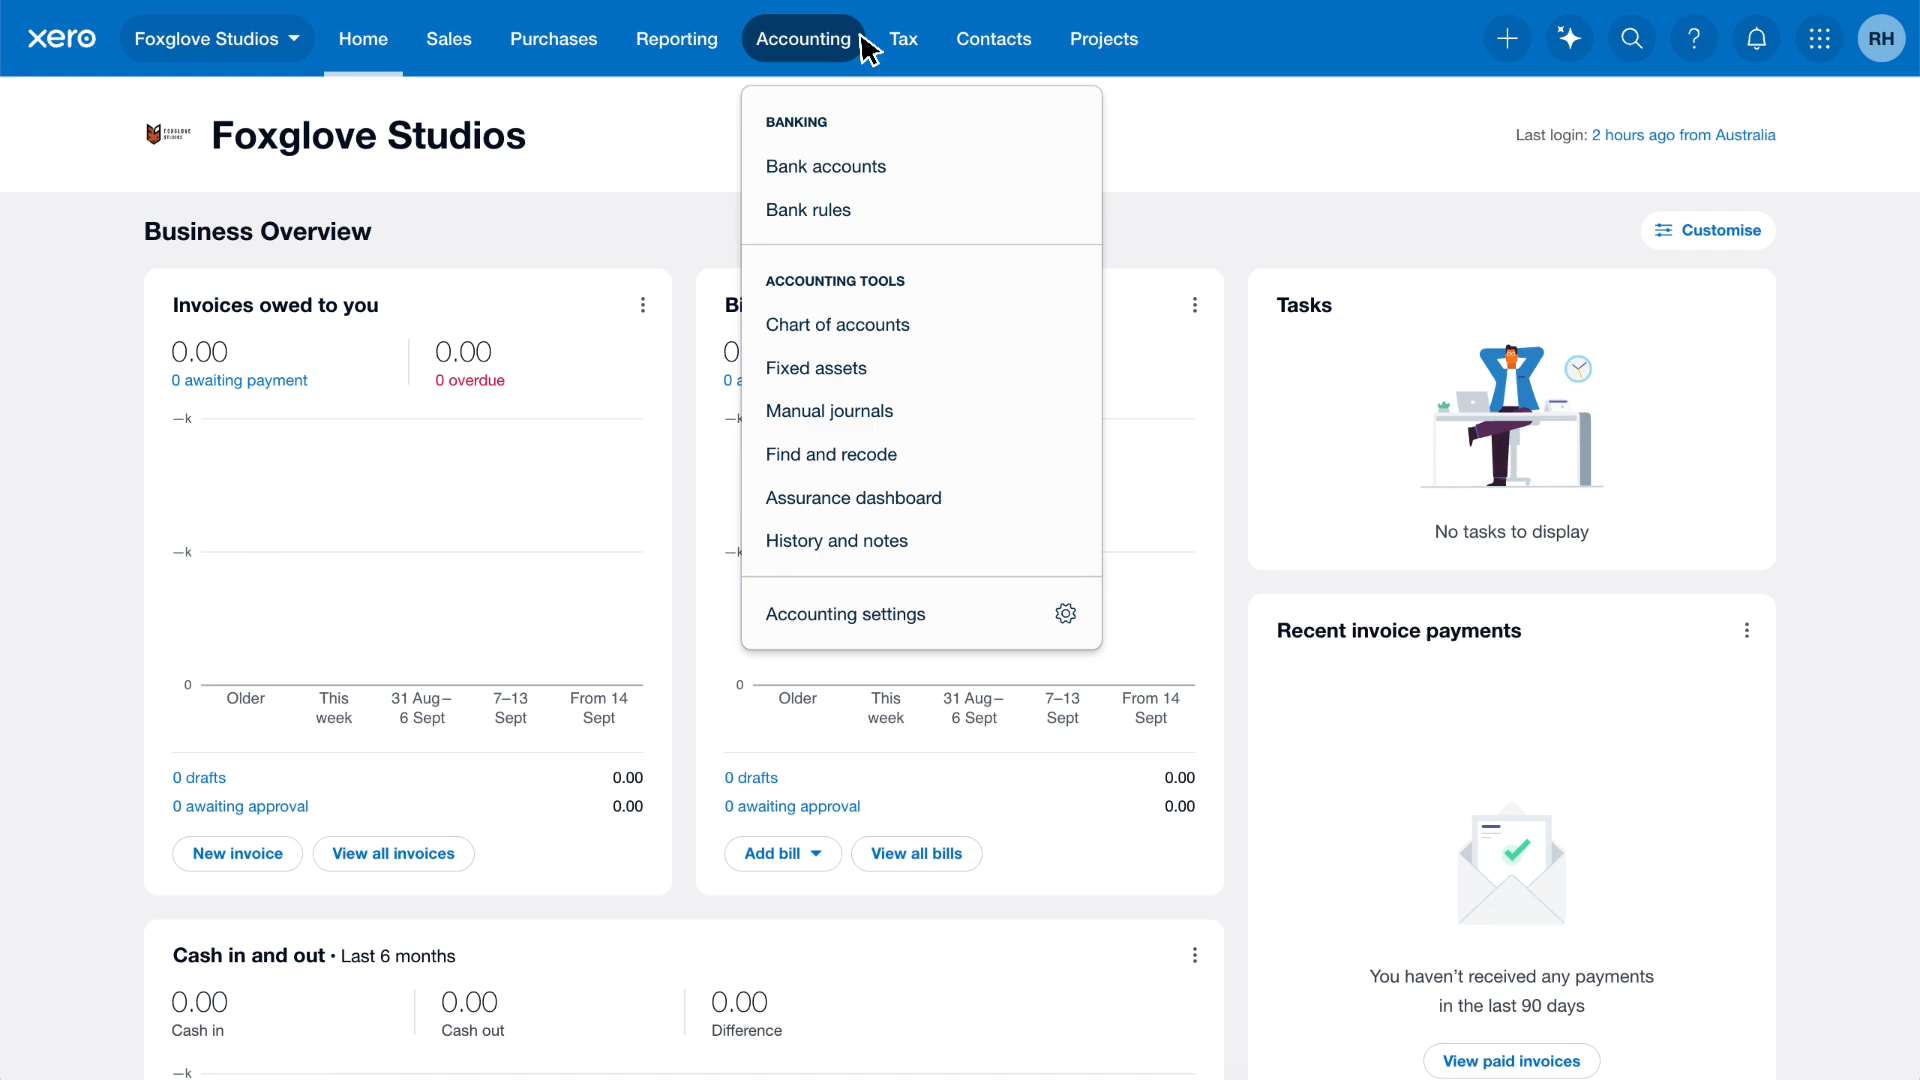 xero
Foxglove Studios
Home
Sales
Purchases
Reporting
Accounting
Tax
Contacts
Projects
?
RH
FOXGLOVE
STUDIOS
Foxglove Studios
Last login: 2 hours ago from Australia
BANKING
Bank accounts
Bank rules
ACCOUNTING TOOLS
Chart of accounts
Fixed assets
Manual journals
Find and recode
Assurance dashboard
History and notes
Accounting settings
Business Overview
Customise
Invoices owed to you
0.00
0 awaiting payment
0.00
0 overdue
–k
–k
0
Older
This
week
31 Aug–
6 Sept
7–13
Sept
From 14
Sept
0 drafts
0.00
0 awaiting approval
0.00
New invoice
View all invoices
Bi
0
0 a
–k
–k
0
Older
This
week
31 Aug–
6 Sept
7–13
Sept
From 14
Sept
0 drafts
0.00
0 awaiting approval
0.00
Add bill
View all bills
Tasks
No tasks to display
Recent invoice payments
You haven’t received any payments
in the last 90 days
View paid invoices
Cash in and out • Last 6 months
0.00
Cash in
0.00
Cash out
0.00
Difference
–k